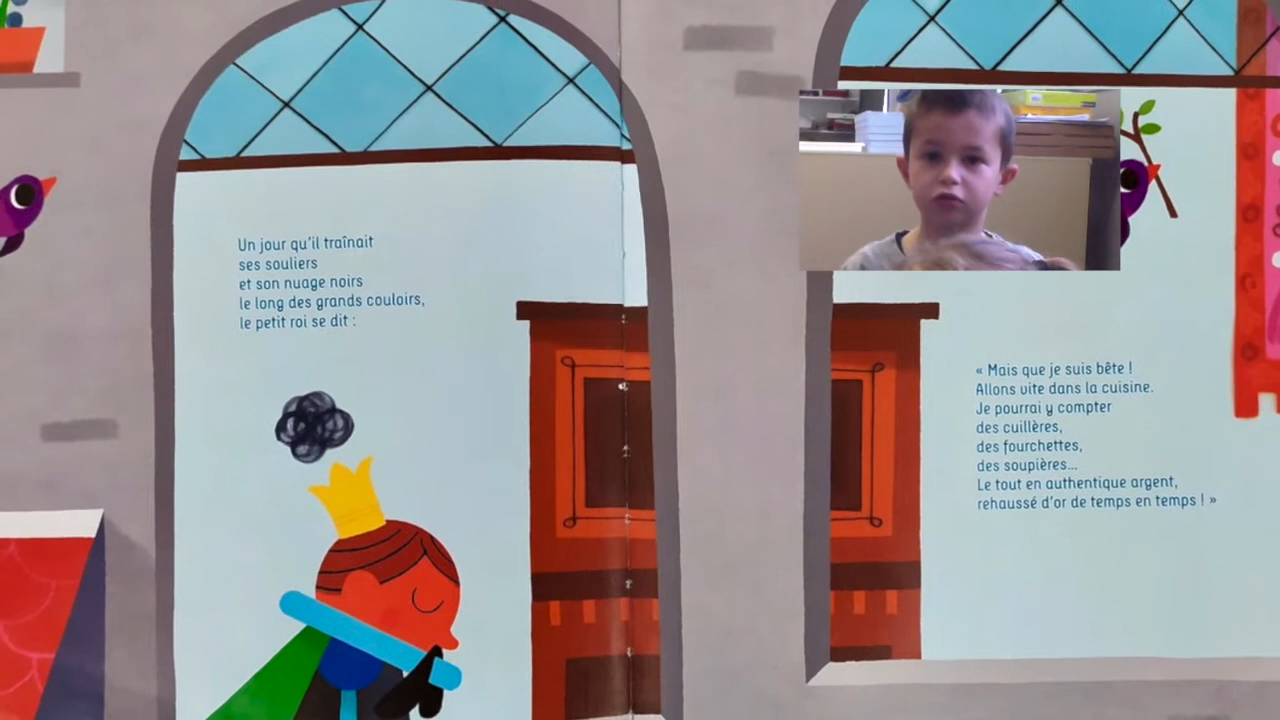 Un jour qu'il traînait
ses souliers
et son nuage noirs
le long des grands couloirs,
le petit roi se dit :
« Mais que je suis bête !
Allons vite dans la cuisine.
Je pourrai y compter
des cuillères,
des fourchettes,
des soupières...
Le tout en authentique argent,
rehaussé d'or de temps en temps ! »